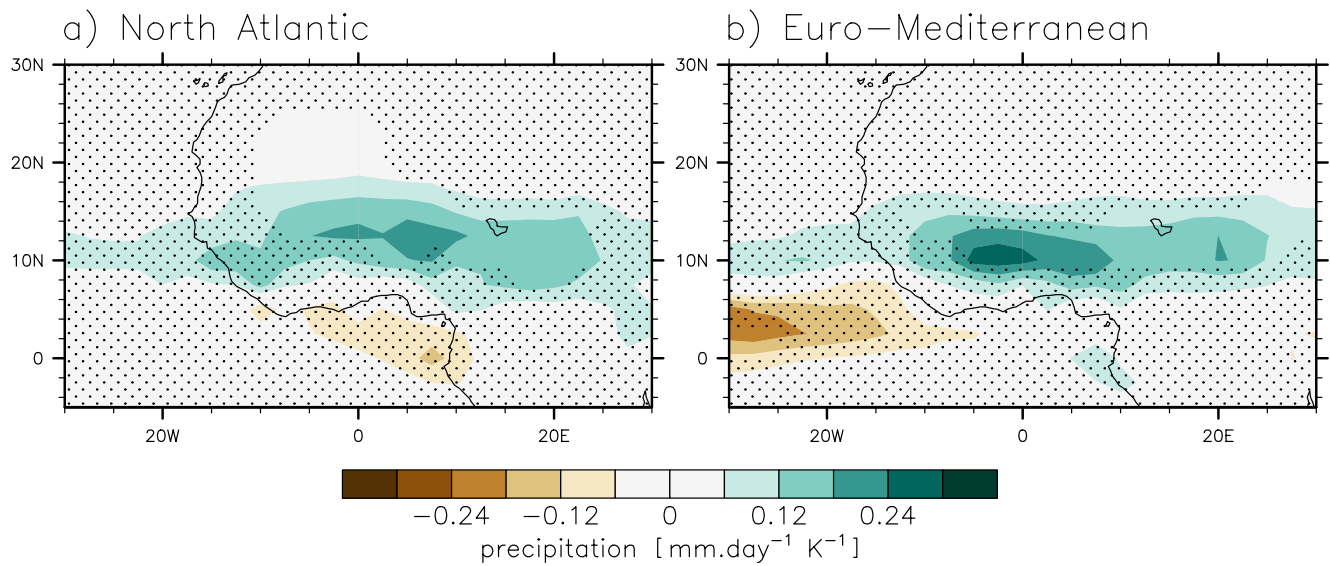 a) North Atlantic
b) Euro-Mediterranean
30N
20N
10N
0
20W
0
20E
30N
20N
10N
0
20W
0
20E
-0.24
-0.12
0
0.12
0.24
precipitation [mm.day⁻¹ K⁻¹]